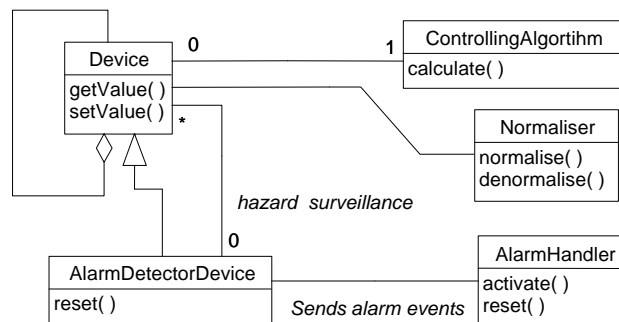 Device
getValue( )
setValue( )
0
1
ControllingAlgortihm
calculate( )
*
Normaliser
normalise( )
denormalise( )
hazard surveillance
0
AlarmDetectorDevice
reset( )
Sends alarm events
AlarmHandler
activate( )
reset( )